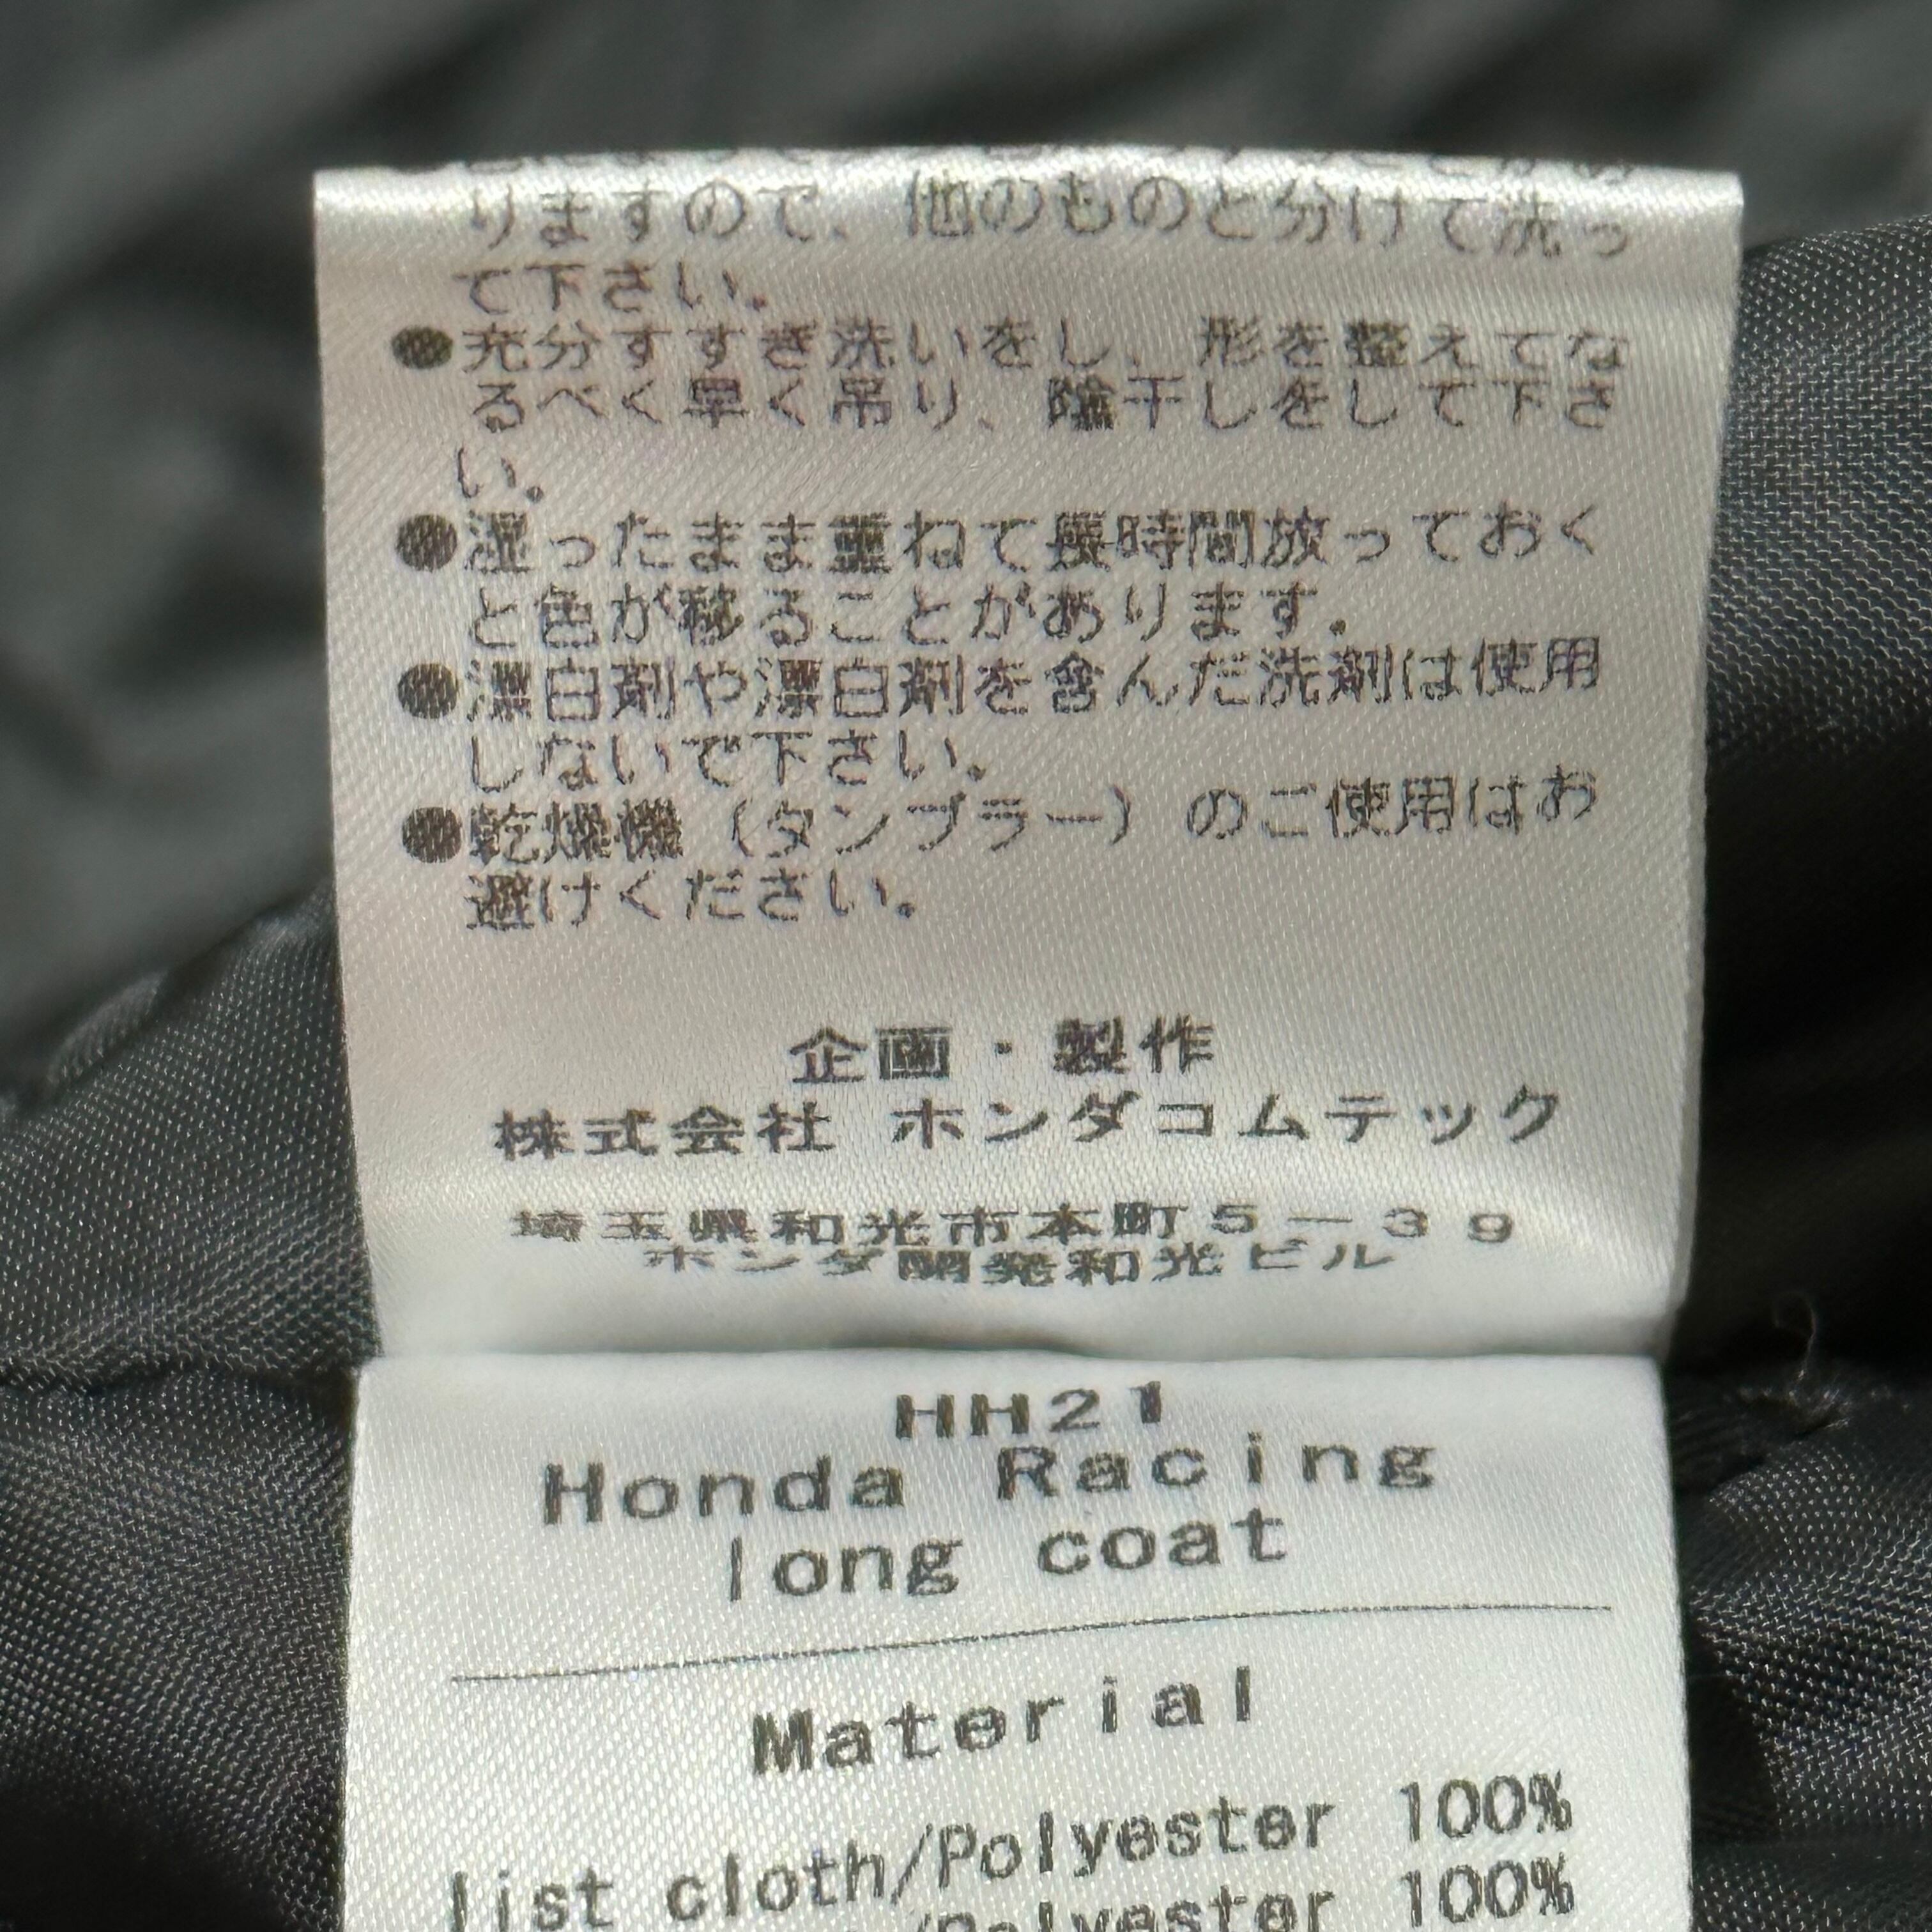 りますので、他のものと分けて洗っ
て下さい。
●充分すすぎ洗いをし、形を整えてな
るべく早く吊り、陰干しをして下さ
い。
●湿ったまま重ねて長時間放っておく
と色が移ることがあります。
●漂白剤や漂白剤を含んだ洗剤は使用
しないで下さい。
●乾燥機（タンブラー）のご使用はお
避けください。
企画・製作
株式会社 ホンダコムテック
埼玉県和光市本町5－39
ホンダ開発和光ビル
HH21
Honda Racing
long coat
Material
list cloth/Polyester 100%
/Polyester 100%